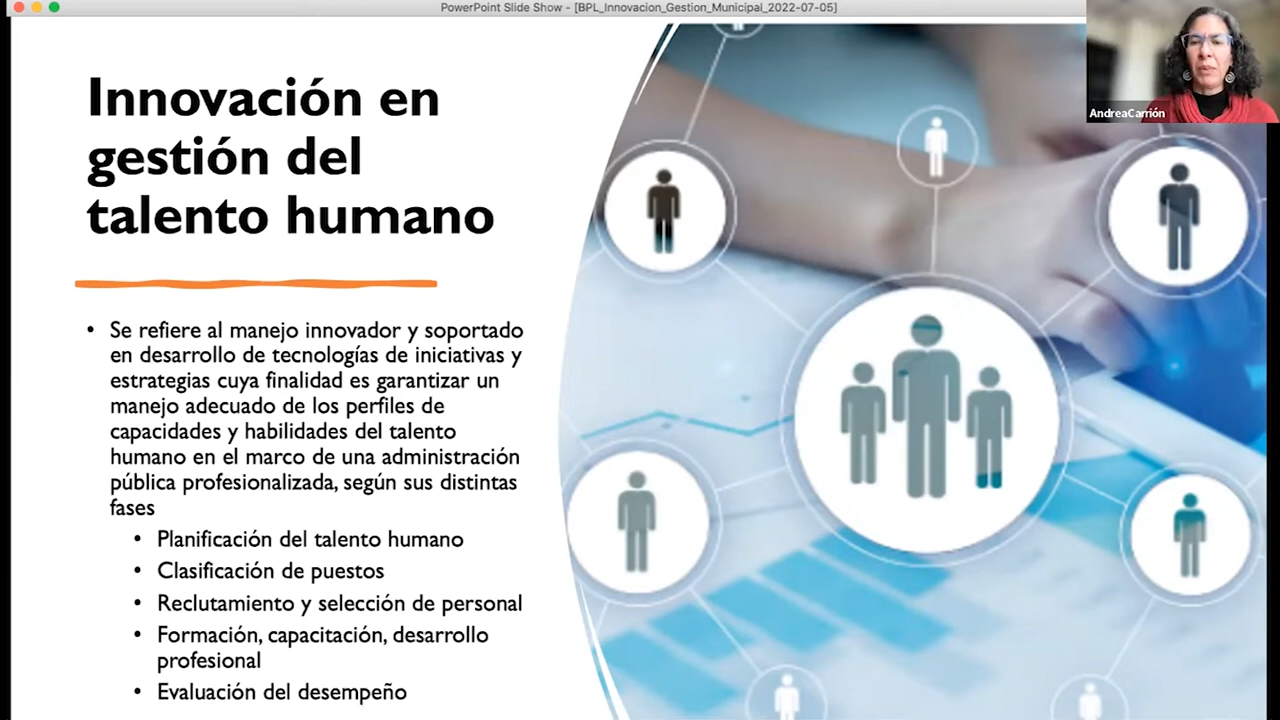 PowerPoint Slide Show - [BPL_Innovacion_Gestion_Municipal_2022-07-05]
AndreaCarrión
Innovación en
gestión del
talento humano
• Se refiere al manejo innovador y soportado
en desarrollo de tecnologías de iniciativas y
estrategias cuya finalidad es garantizar un
manejo adecuado de los perfiles de
capacidades y habilidades del talento
humano en el marco de una administración
pública profesionalizada, según sus distintas
fases
• Planificación del talento humano
• Clasificación de puestos
• Reclutamiento y selección de personal
• Formación, capacitación, desarrollo
profesional
• Evaluación del desempeño